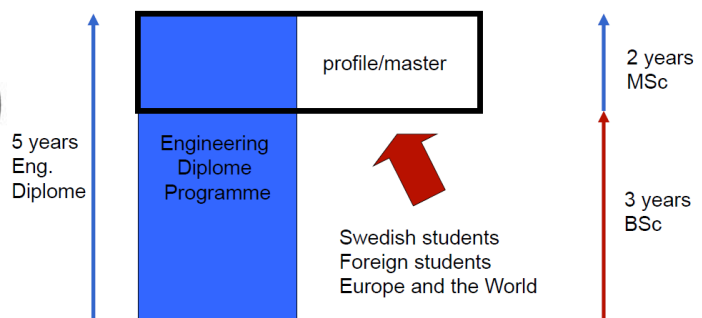 profile/master
2 years
MSc
5 years
Eng.
Diplome
Engineering
Diplome
Programme
3 years
BSc
Swedish students
Foreign students
Europe and the World